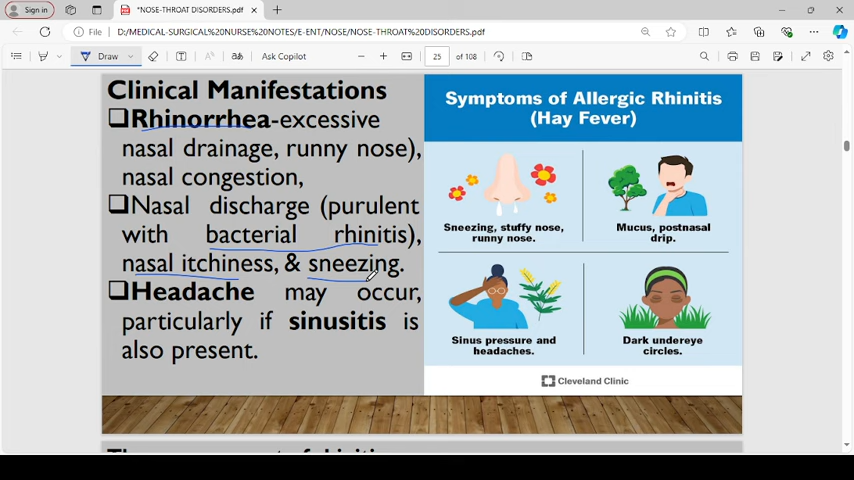 Sign in
*NOSE-THROAT DISORDERS.pdf
File
D:/MEDICAL-SURGICAL%20NURSE%20NOTES/E-ENT/NOSE/NOSE-THROAT%20DISORDERS.pdf
Draw
Ask Copilot
25 of 108
Clinical Manifestations
❑Rhinorrhea-excessive
nasal drainage, runny nose),
nasal congestion,
❑Nasal discharge (purulent
with bacterial rhinitis),
nasal itchiness, & sneezing.
❑Headache may occur,
particularly if sinusitis is
also present.
Symptoms of Allergic Rhinitis
(Hay Fever)
Sneezing, stuffy nose,
runny nose.
Mucus, postnasal
drip.
Sinus pressure and
headaches.
Dark undereye
circles.
Cleveland Clinic